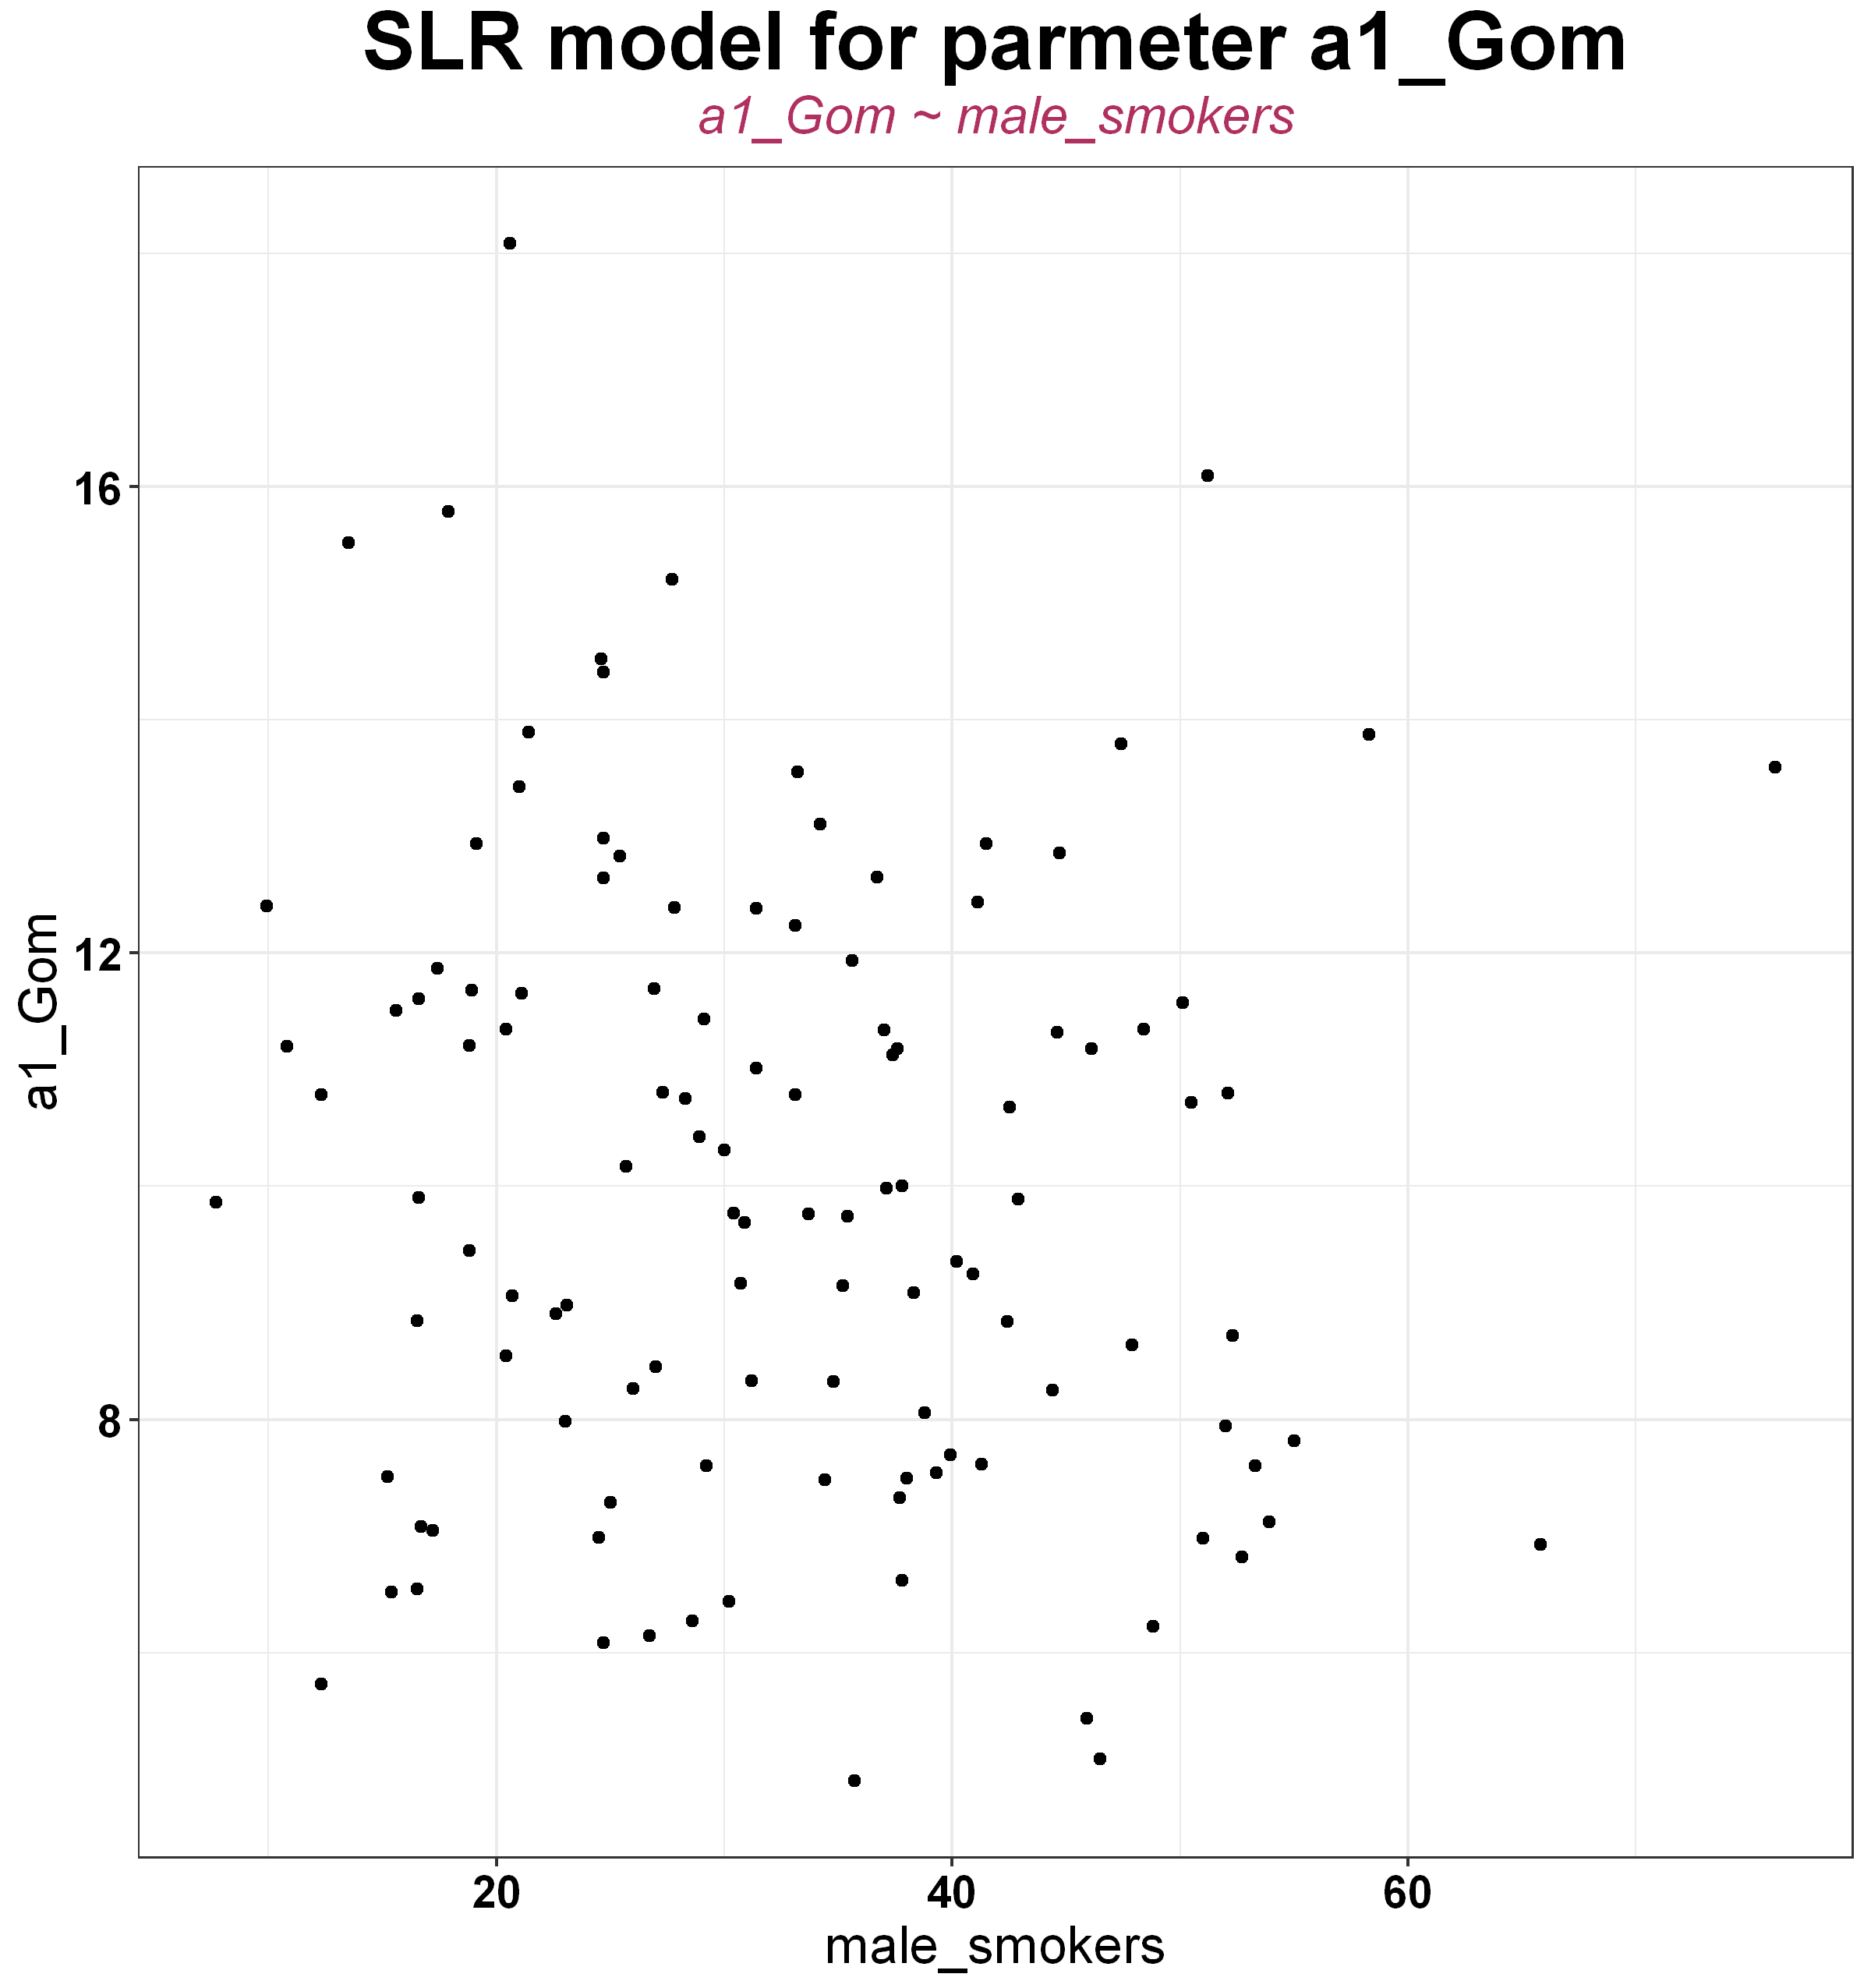 SLR model for parmeter a1_Gom
a1_Gom ~ male_smokers
16
12
8
a1_Gom
20 40 60
male_smokers